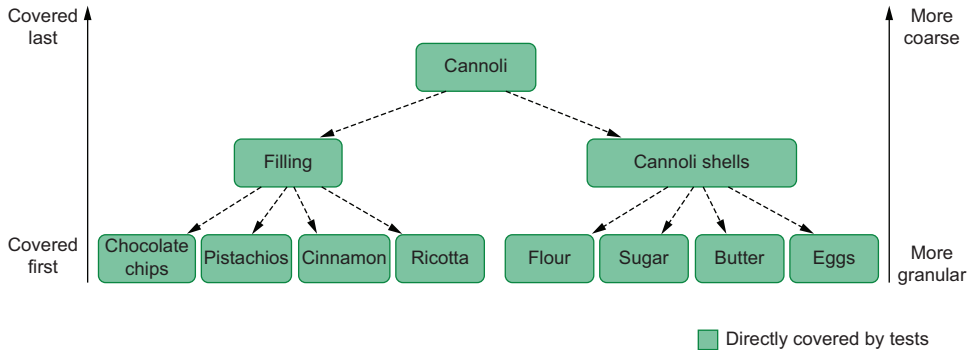 Covered
last
More
coarse
Cannoli
Filling
Cannoli shells
Covered
first
Chocolate
chips
Pistachios
Cinnamon
Ricotta
Flour
Sugar
Butter
Eggs
More
granular
Directly covered by tests